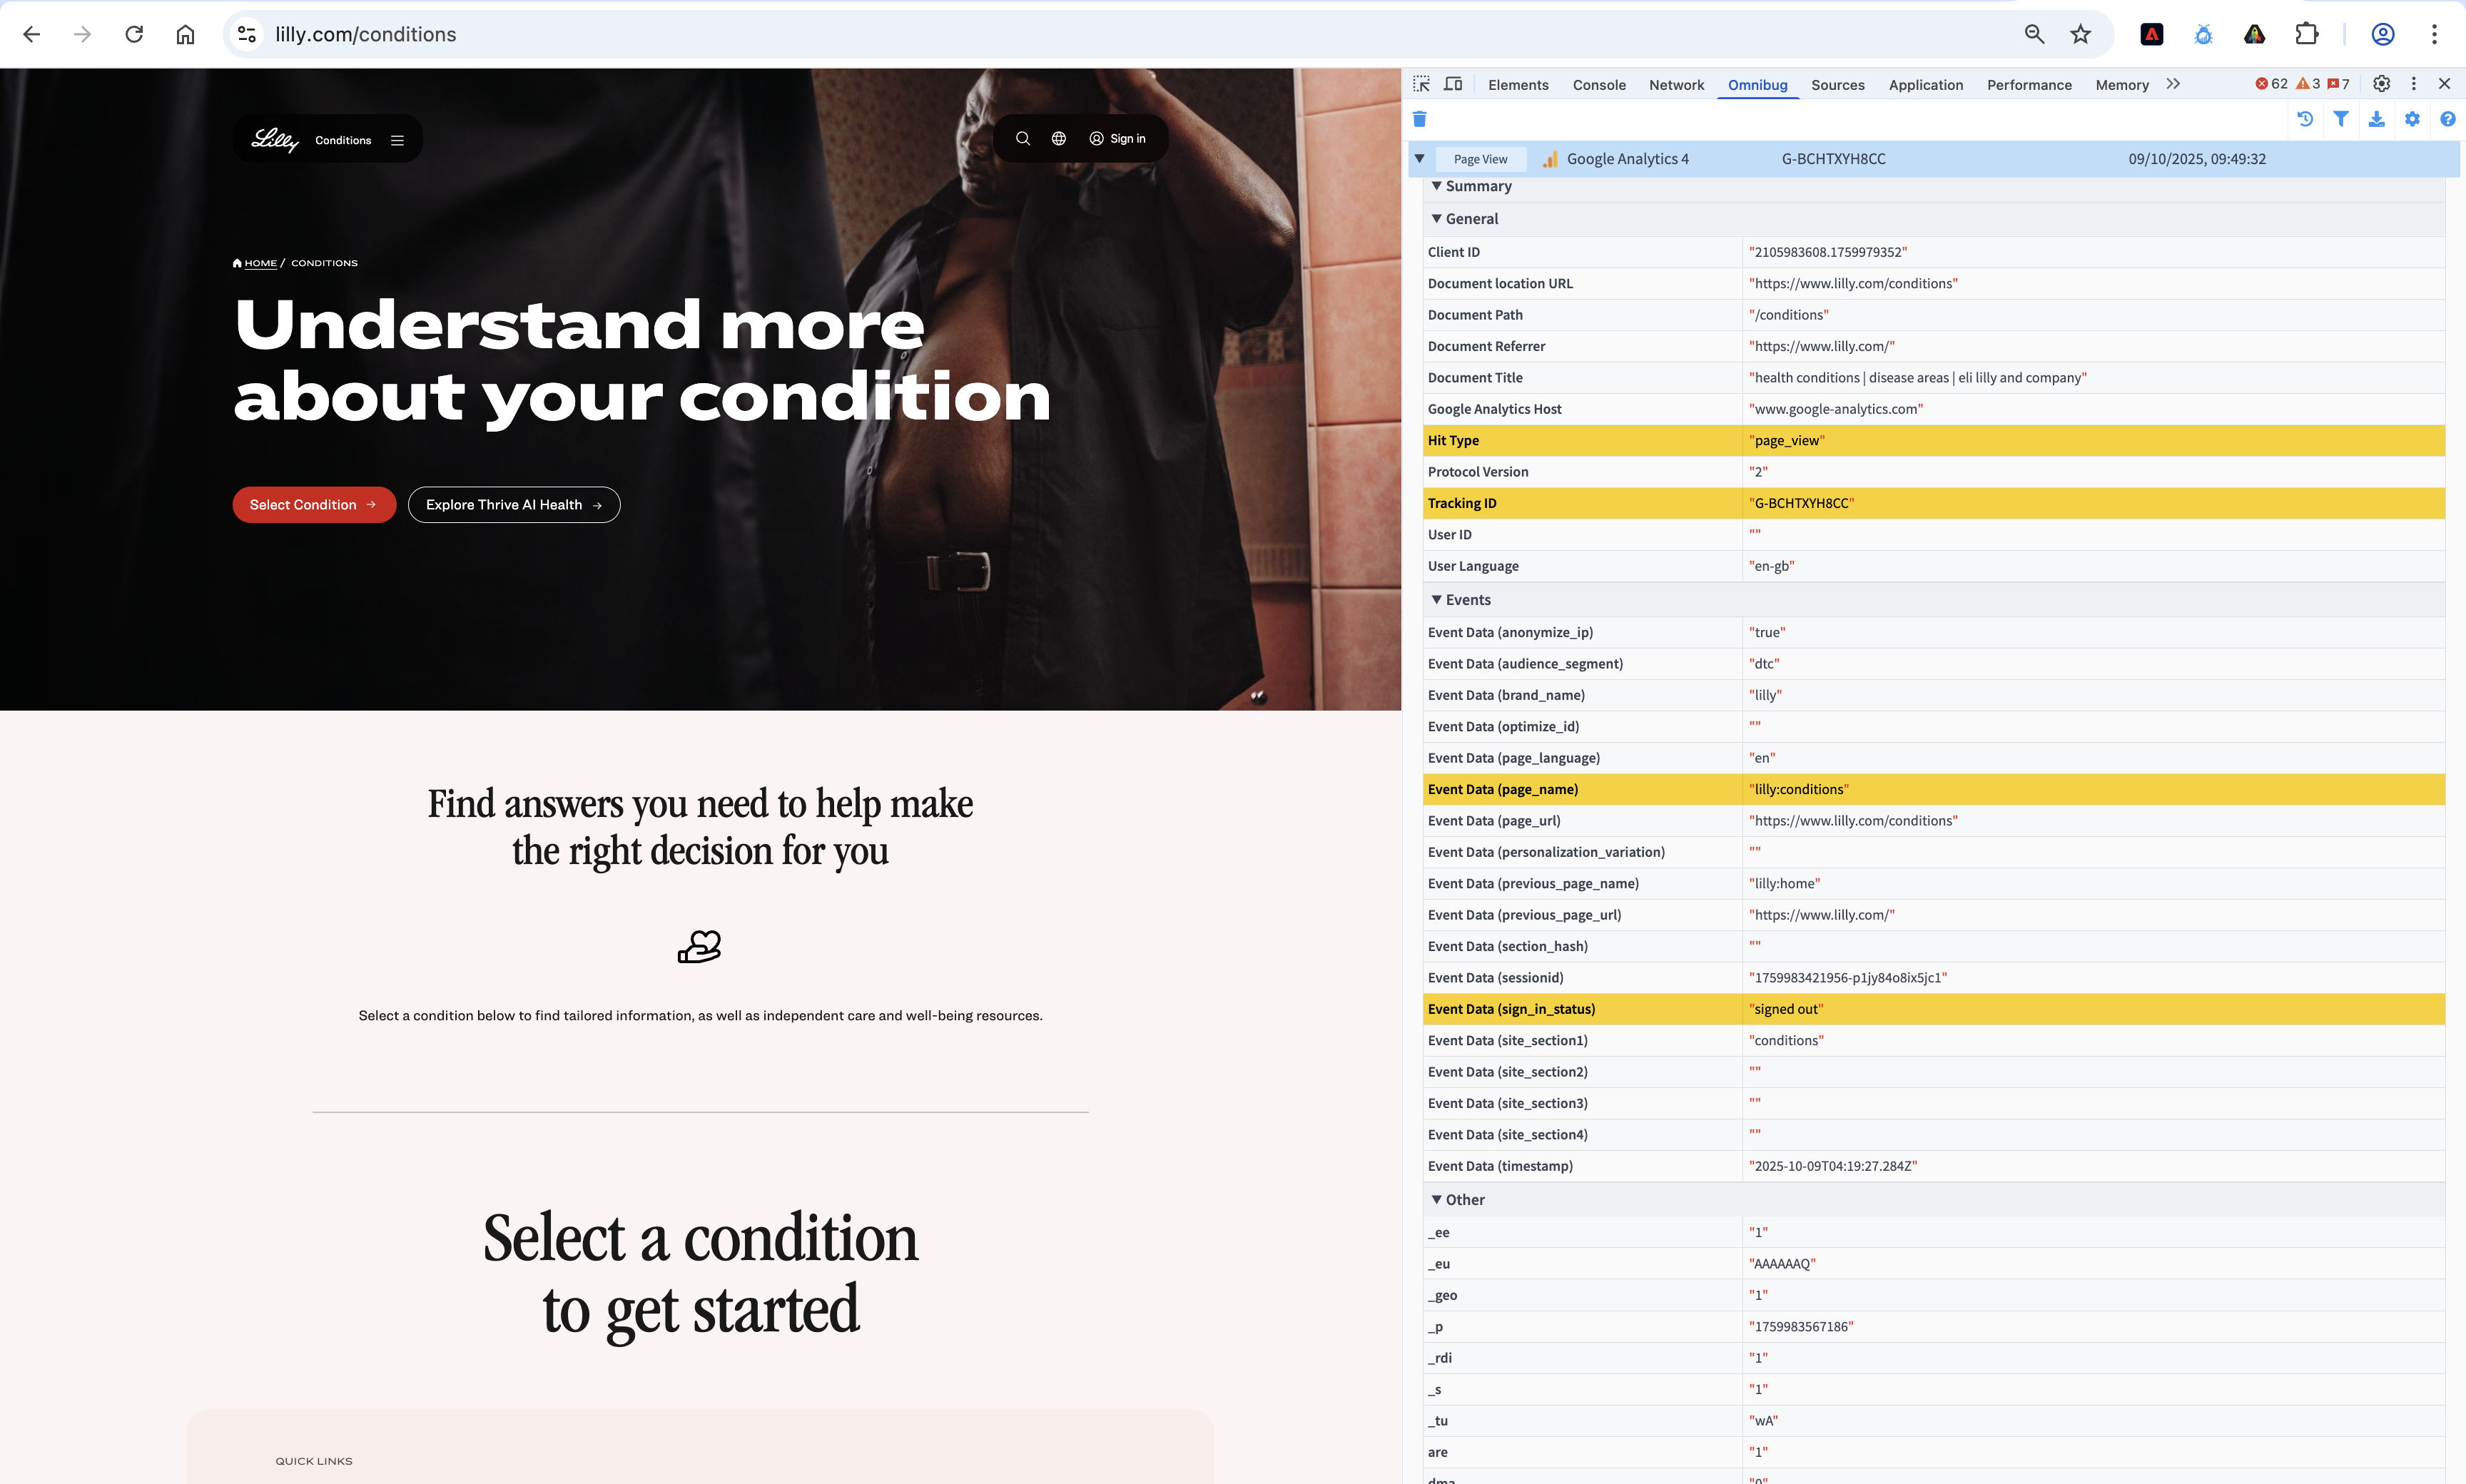 lilly.com/conditions
Lilly Conditions
Sign in
HOME / CONDITIONS
Understand more
about your condition
Select Condition →
Explore Thrive AI Health →
Find answers you need to help make
the right decision for you
Select a condition below to find tailored information, as well as independent care and well-being resources.
Select a condition
to get started
QUICK LINKS
Elements Console Network Omnibug Sources Application Performance Memory 62 3 7
Page View Google Analytics 4 G-BCHTXYH8CC 09/10/2025, 09:49:32
Summary
General
Client ID "2105983608.1759979352"
Document location URL "https://www.lilly.com/conditions"
Document Path "/conditions"
Document Referrer "https://www.lilly.com/"
Document Title "health conditions | disease areas | eli lilly and company"
Google Analytics Host "www.google-analytics.com"
Hit Type "page_view"
Protocol Version "2"
Tracking ID "G-BCHTXYH8CC"
User ID ""
User Language "en-gb"
Events
Event Data (anonymize_ip) "true"
Event Data (audience_segment) "dtc"
Event Data (brand_name) "lilly"
Event Data (optimize_id) ""
Event Data (page_language) "en"
Event Data (page_name) "lilly:conditions"
Event Data (page_url) "https://www.lilly.com/conditions"
Event Data (personalization_variation) ""
Event Data (previous_page_name) "lilly:home"
Event Data (previous_page_url) "https://www.lilly.com/"
Event Data (section_hash) ""
Event Data (sessionid) "1759983421956-p1jy84o8ix5jc1"
Event Data (sign_in_status) "signed out"
Event Data (site_section1) "conditions"
Event Data (site_section2) ""
Event Data (site_section3) ""
Event Data (site_section4) ""
Event Data (timestamp) "2025-10-09T04:19:27.284Z"
Other
_ee "1"
_eu "AAAAAAQ"
_geo "1"
_p "1759983567186"
_rdi "1"
_s "1"
_tu "wA"
are "1"
dma "0"